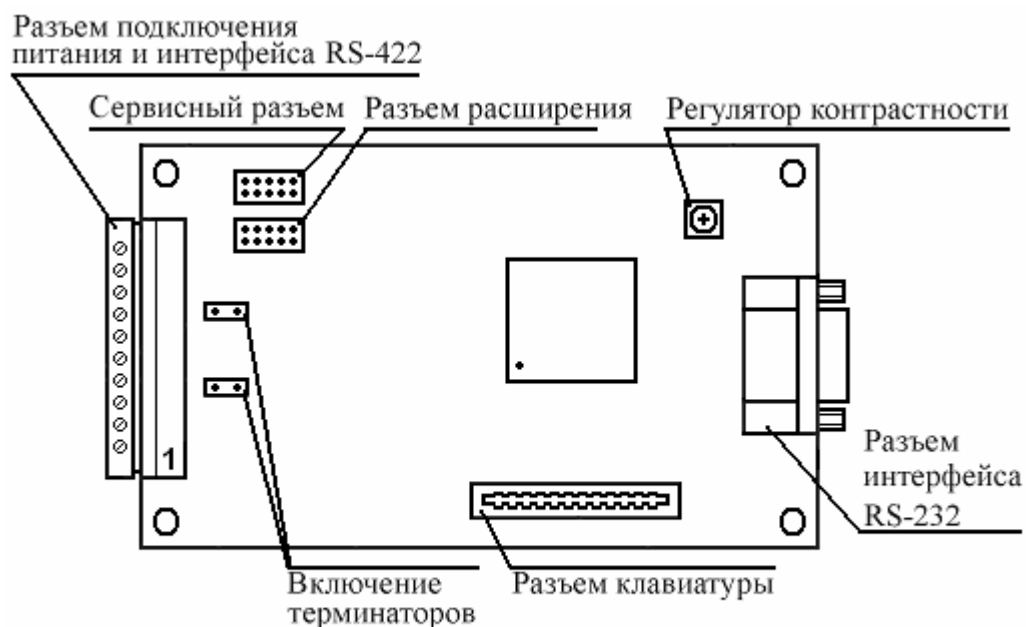 Разъем подключения
питания и интерфейса RS-422
Сервисный разъем
Разъем расширения
Регулятор контрастности
1
Разъем
интерфейса
RS-232
Включение
терминаторов
Разъем клавиатуры